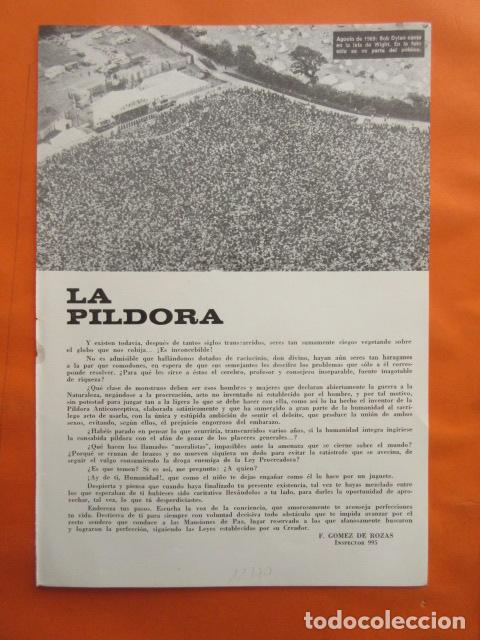 Agosto de 1969: Bob Dylan canta
en la isla de Wight. En la foto
sólo se ve parte del público.
LA
PILDORA
Y existen todavía, después de tantos siglos transcurridos, seres tan sumamente ciegos vegetando sobre
el globo que nos cobija... ¡Es inconcebible!
No es admisible que hallándonos dotados de raciocinio, don divino, hayan aún seres tan haraganes
a la par que comodones, en espera de que sus semejantes les descifre los problemas que sólo a él corres-
ponde resolver. ¿Para qué les sirve a éstos el cerebro, profesor y consejero inseparable, fuente inagotable
de riqueza?
¿Qué clase de monstruos deben ser esos hombres y mujeres que declaran abiertamente la guerra a la
Naturaleza, negándose a la procreación, acto no inventado ni establecido por el hombre, y por tal motivo,
sin potestad para juzgar tan a la ligera lo que se debe hacer con ella, como así lo ha hecho el inventor de la
Píldora Anticonceptiva, elaborada satánicamente y que ha sumergido a gran parte de la humanidad al sacrí-
lego acto de usarla, con la única y estúpida ambición de sentir el deleite, que produce la unión de ambos
sexos, evitando, según ellos, el prejuicio engorroso del embarazo.
¿Habéis parado en pensar lo que ocurriría, transcurridos varios años, si la humanidad íntegra ingiriese
la consabida píldora con el afán de gozar de los placeres generales...?
¿Qué hacen los llamados "moralistas", impasibles ante la amenaza que se cierne sobre el mundo?
¿Porqué se cruzan de brazos y no mueven siquiera un dedo para evitar la catástrofe que se avecina, de
seguir el vulgo consumiendo la droga enemiga de la Ley Procreadora?
¿Es que temen? Si es así, me pregunto: ¿A quien?
¡Ay de ti, Humanidad!, que como el niño te dejas engañar como él lo hace por un juguete.
Despierta y piensa que cuando haya finalizado tu presente existencia, tal vez te hayas mezclado entre
los que esperaban de ti hubieses sido caritativo llevándolos a tu lado, para darles la oportunidad de apro-
vechar, tal vez, lo que tú desperdiciastes.
Endereza tus pasos. Escucha la voz de la conciencia, que amorosamente te aconseja perfecciones
tu vida. Destierra de ti para siempre con voluntad decisiva todo obstáculo que te impida avanzar por el
recto sendero que conduce a las Mansiones de Paz, lugar reservado a los que afanosamente buscaron
y lograron la perfección, siguiendo las Leyes establecidas por su Creador.
F. GOMEZ DE ROZAS
INSPECTOR 995
todocoleccion.net